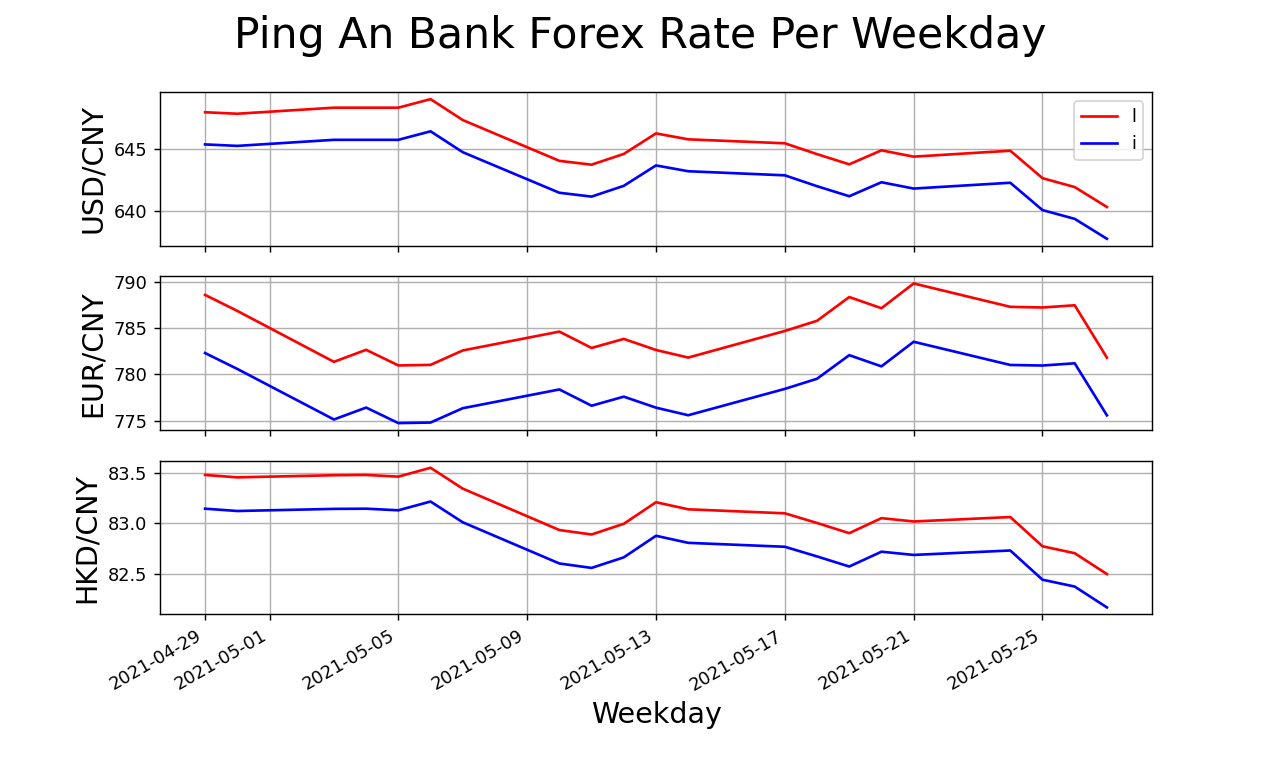 Ping An Bank Forex Rate Per Weekday
USD/CNY
645
640
l
i
EUR/CNY
790
785
780
775
HKD/CNY
83.5
83.0
82.5
2021-04-29
2021-05-01
2021-05-05
2021-05-09
2021-05-13
2021-05-17
2021-05-21
2021-05-25
Weekday